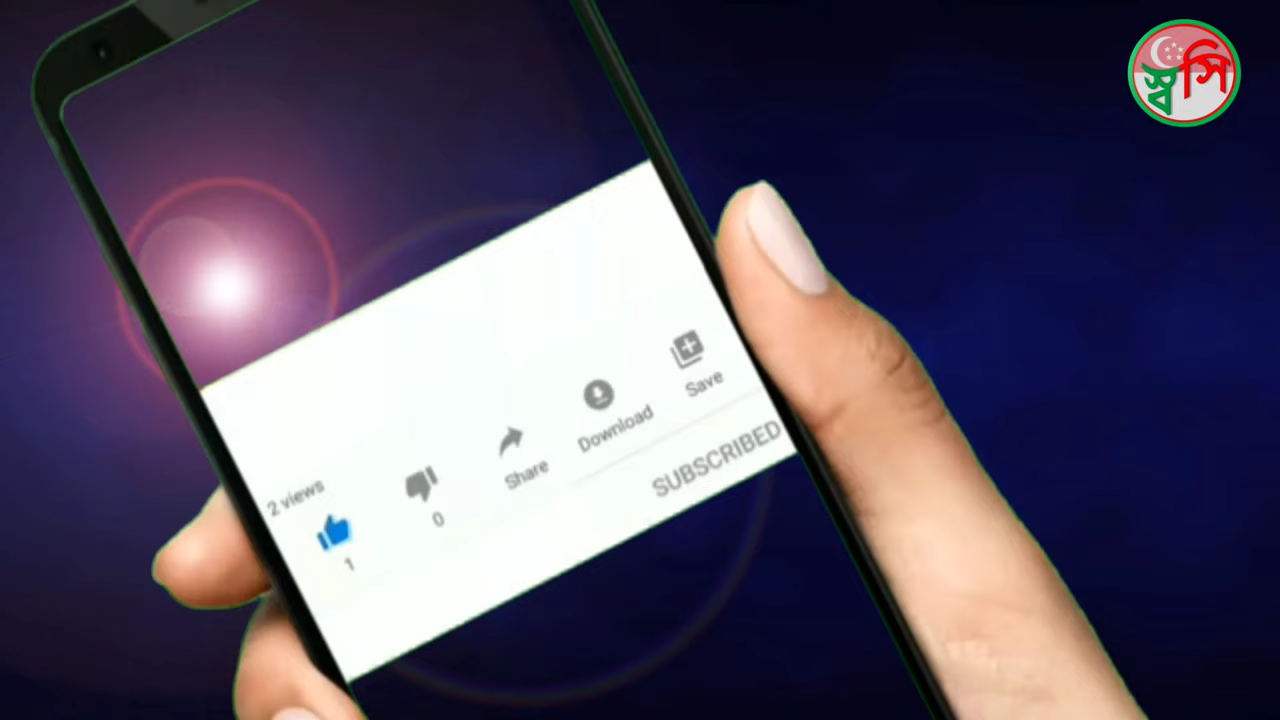 2 views
1
0
Share
Download
Save
SUBSCRIBED
স্ব সি